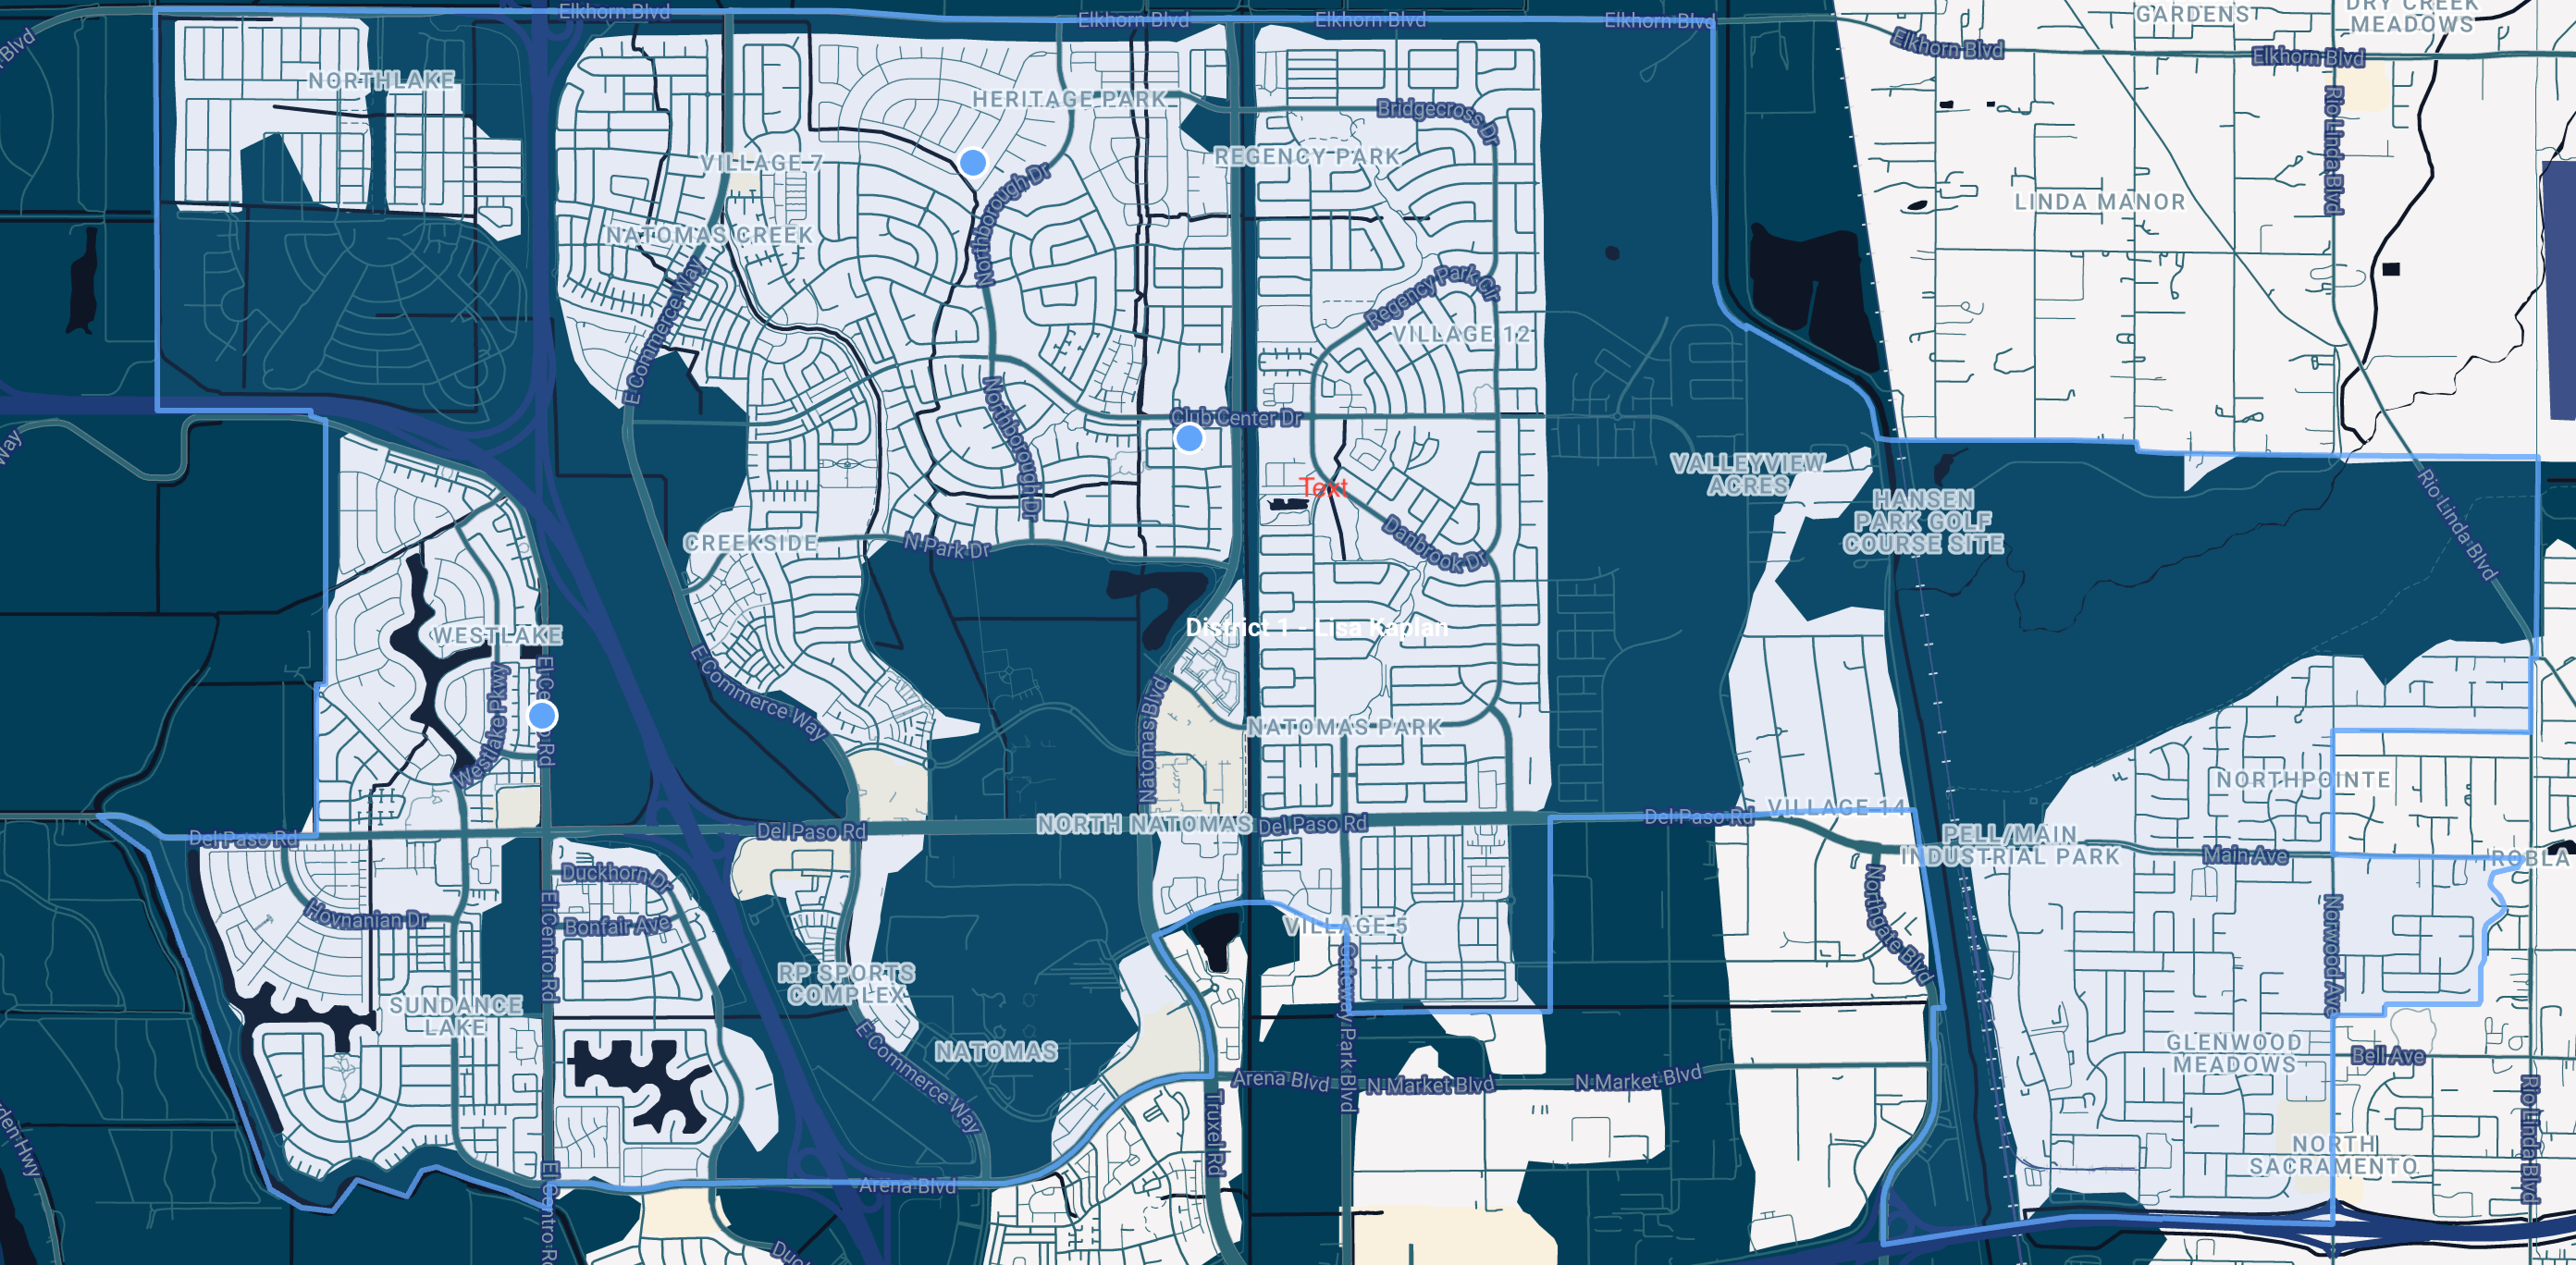 Elkhorn Blvd
Elkhorn Blvd
Elkhorn Blvd
Elkhorn Blvd
GARDENS
DRY CREEK
MEADOWS
Blvd
Elkhorn Blvd
Elkhorn Blvd
NORTHLAKE
HERITAGE PARK
Bridgecross Dr
Rio Linda Blvd
VILLAGE 7
REGENCY PARK
Northborough Dr
LINDA MANOR
NATOMAS CREEK
E Commerce Way
Regency Park Cir
VILLAGE 12
Northborough Dr
Club Center Dr
Way
VALLEYVIEW
ACRES
Text
HANSEN
PARK GOLF
COURSE SITE
Rio Linda Blvd
CREEKSIDE
N Park Dr
Danbrook Dr
WESTLAKE
District 1 - Lisa Kaplan
El Centro Rd
Westlake Pkwy
E Commerce Way
Natomas Blvd
NATOMAS PARK
NORTHPOINTE
VILLAGE 14
Del Paso Rd
Del Paso Rd
NORTH NATOMAS
Del Paso Rd
Del Paso Rd
PELL/MAIN
INDUSTRIAL PARK
Main Ave
ROBLA
Duckhorn Dr
Hovnanian Dr
Bonfair Ave
El Centro Rd
VILLAGE 5
Northgate Blvd
Norwood Ave
RP SPORTS
COMPLEX
Gateway Park Blvd
SUNDANCE
LAKE
NATOMAS
E Commerce Way
GLENWOOD
MEADOWS
Bell Ave
Arena Blvd
N Market Blvd
N Market Blvd
Truxel Rd
Rio Linda Blvd
den Hwy
NORTH
SACRAMENTO
Arena Blvd
El Centro Rd
Duc